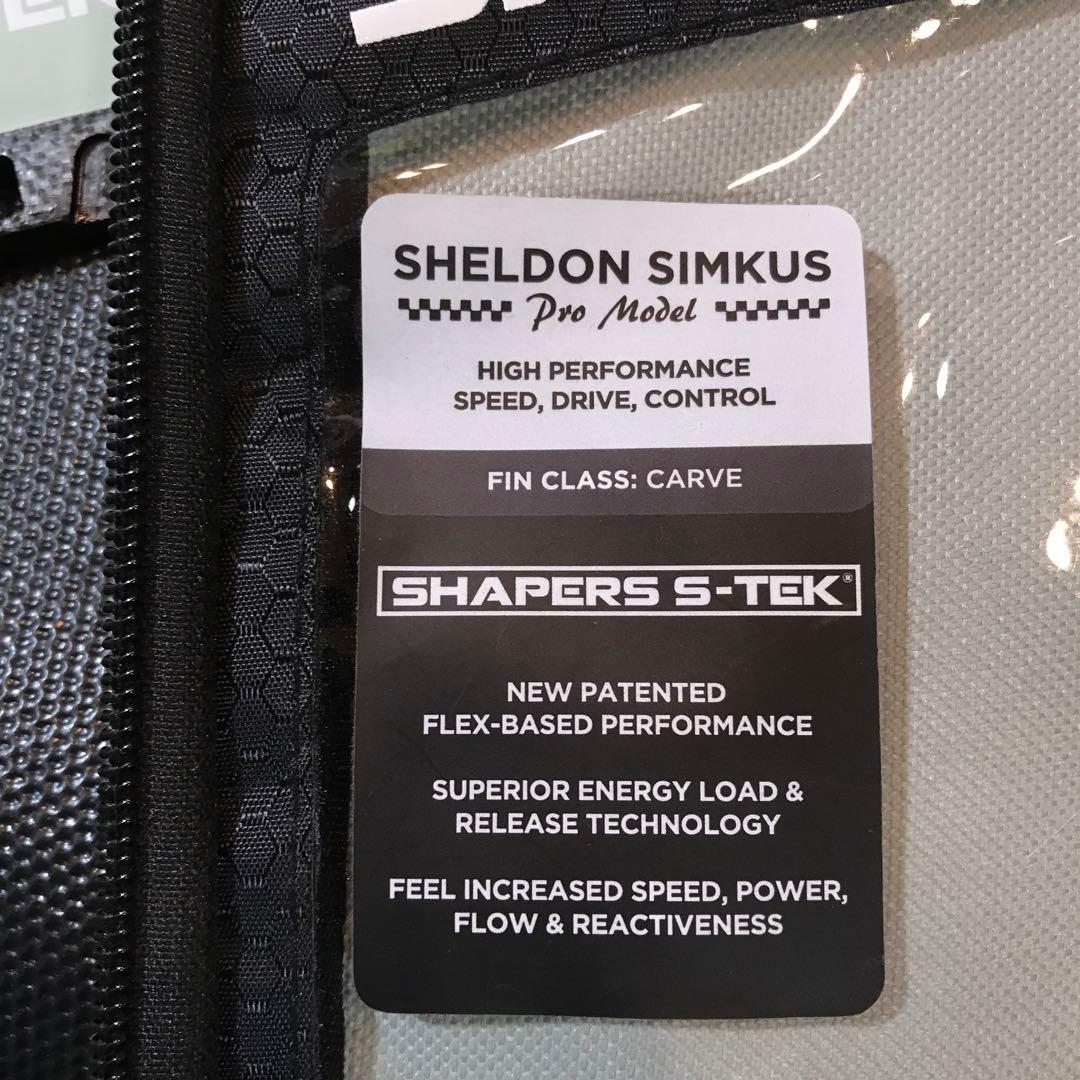 SHELDON SIMKUS
Pro Model
HIGH PERFORMANCE
SPEED, DRIVE, CONTROL
FIN CLASS: CARVE
SHAPERS S-TEK®
NEW PATENTED
FLEX-BASED PERFORMANCE
SUPERIOR ENERGY LOAD &
RELEASE TECHNOLOGY
FEEL INCREASED SPEED, POWER,
FLOW & REACTIVENESS